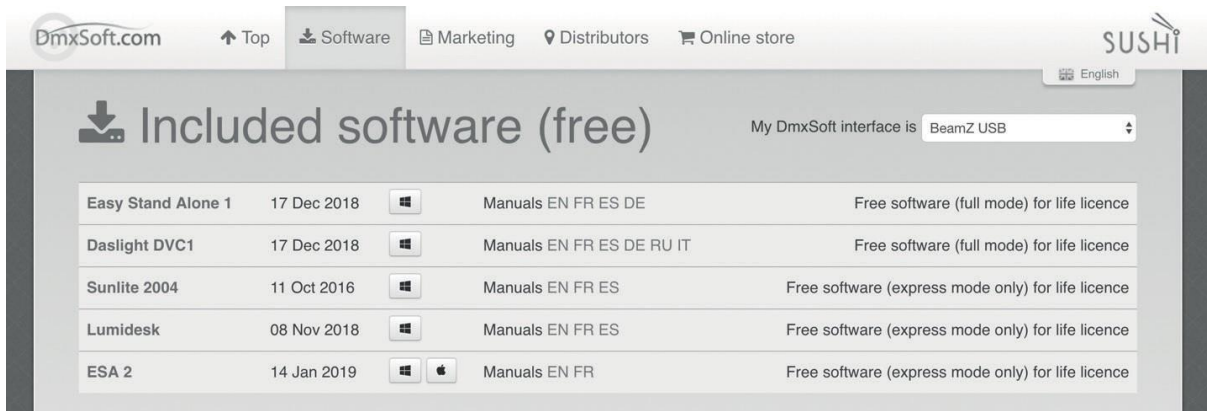 DmxSoft.com Top Software Marketing Distributors Online store SUSHi
English
Included software (free) My DmxSoft interface is BeamZ USB
Easy Stand Alone 1 17 Dec 2018 Manuals EN FR ES DE Free software (full mode) for life licence
Daslight DVC1 17 Dec 2018 Manuals EN FR ES DE RU IT Free software (full mode) for life licence
Sunlite 2004 11 Oct 2016 Manuals EN FR ES Free software (express mode only) for life licence
Lumidesk 08 Nov 2018 Manuals EN FR ES Free software (express mode only) for life licence
ESA 2 14 Jan 2019 Manuals EN FR Free software (express mode only) for life licence